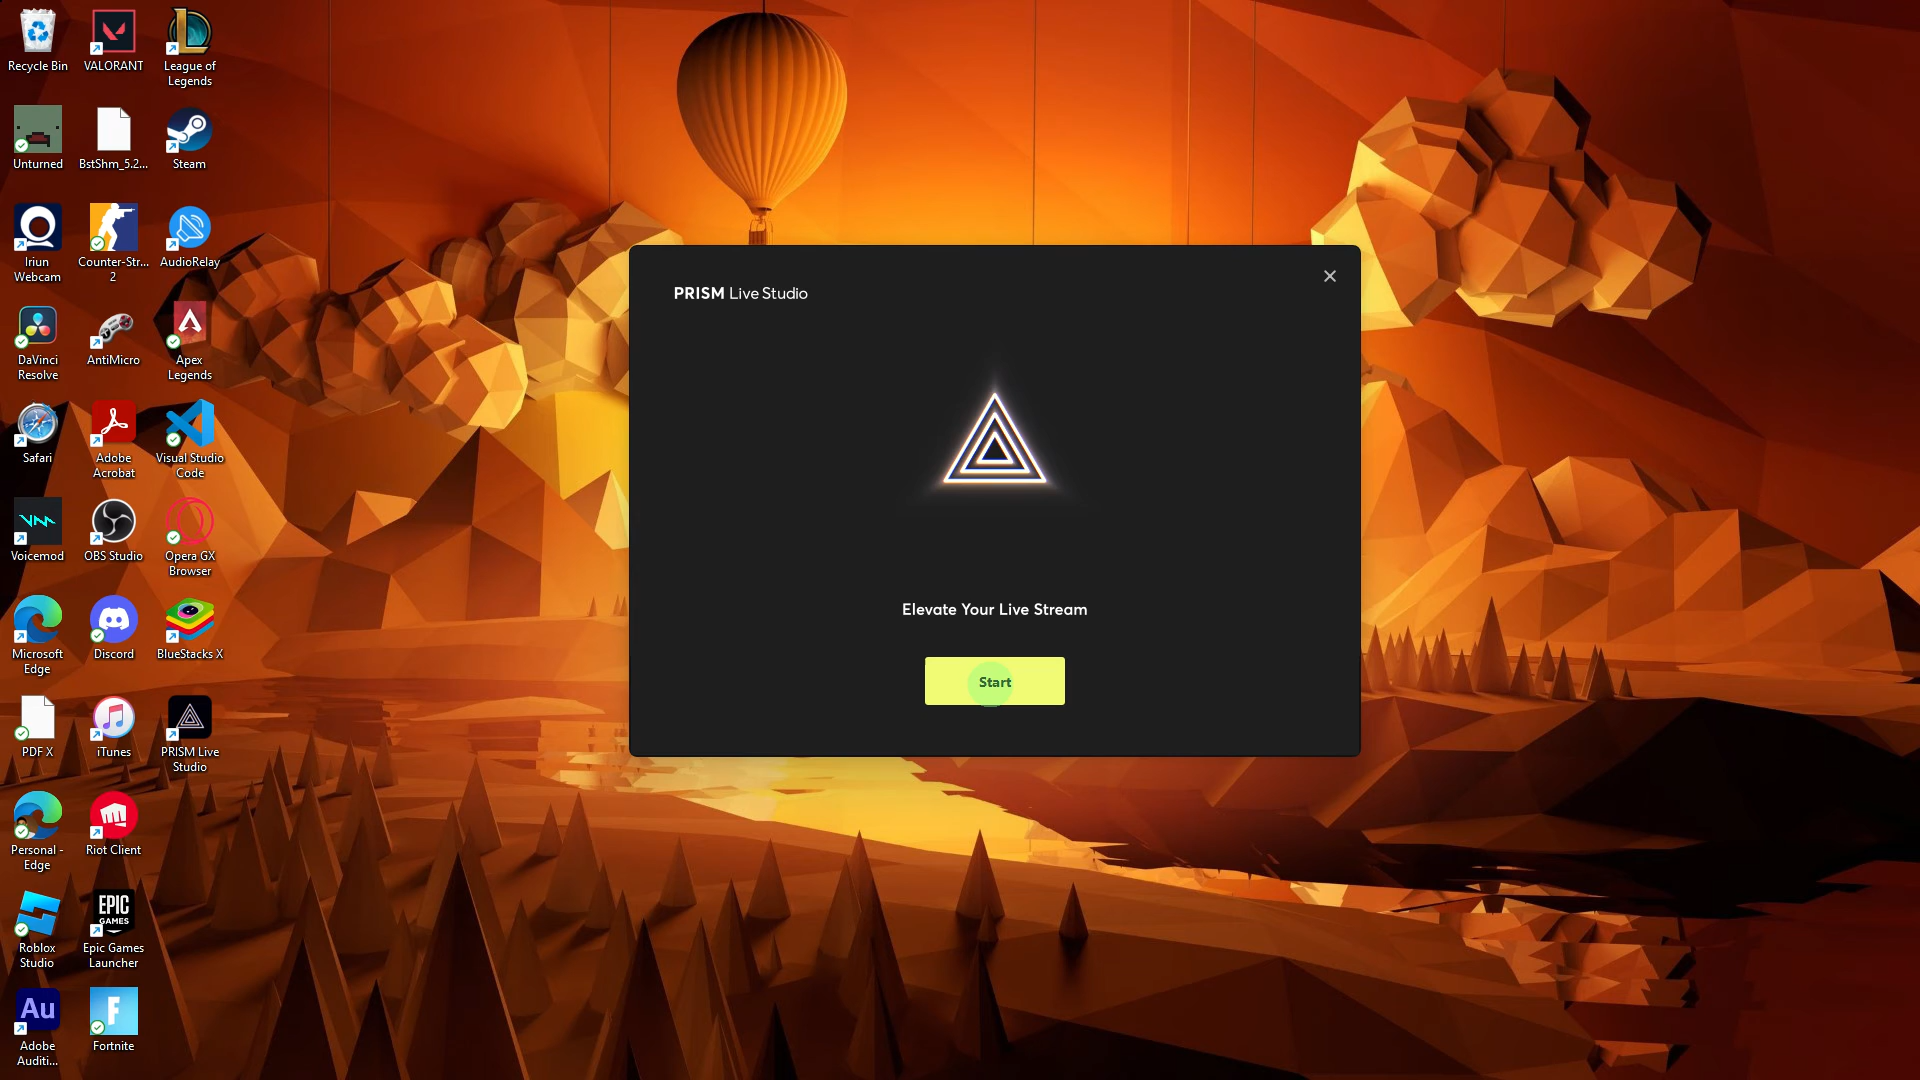 Recycle Bin
VALORANT
League of
Legends
Unturned
BstShm_5.2...
Steam
Iriun
Webcam
Counter-Str...
2
AudioRelay
DaVinci
Resolve
AntiMicro
Apex
Legends
Safari
Adobe
Acrobat
Visual Studio
Code
Voicemod
OBS Studio
Opera GX
Browser
Microsoft
Edge
Discord
BlueStacks X
PDF X
iTunes
PRISM Live
Studio
Personal -
Edge
Riot Client
Roblox
Studio
EPIC
GAMES
Epic Games
Launcher
Au
Adobe
Auditi...
F
Fortnite
PRISM Live Studio
Elevate Your Live Stream
Start